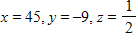 x = 45, y = –9, z = 1/2